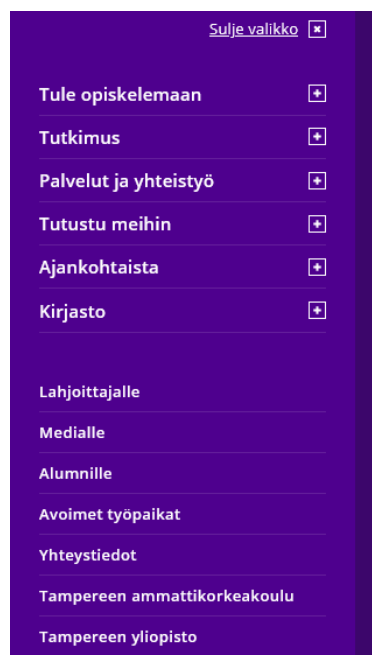 Sulje valikko
Tule opiskelemaan
Tutkimus
Palvelut ja yhteistyö
Tutustu meihin
Ajankohtaista
Kirjasto
Lahjoittajalle
Medialle
Alumnille
Avoimet työpaikat
Yhteystiedot
Tampereen ammattikorkeakoulu
Tampereen yliopisto